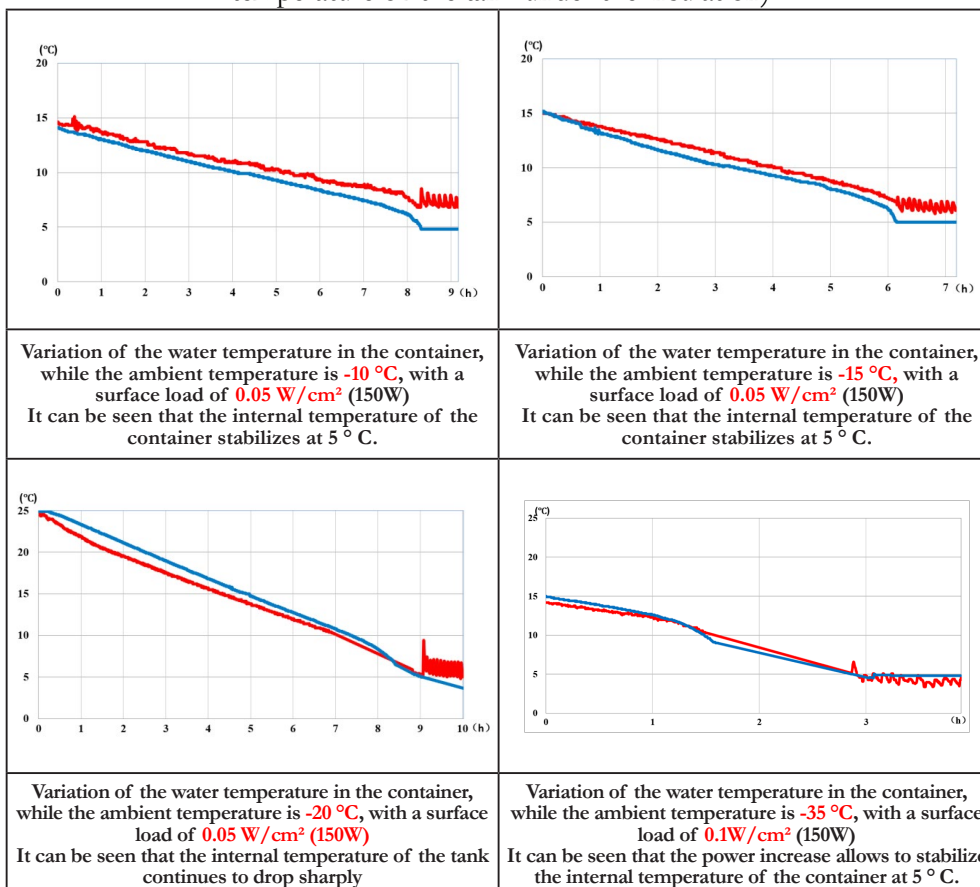 temperature of the air under the insulation)
(°C)
20
15
10
5
0
0 1 2 3 4 5 6 7 8 9 (h)
Variation of the water temperature in the container,
while the ambient temperature is -10 °C, with a
surface load of 0.05 W/cm² (150W)
It can be seen that the internal temperature of the
container stabilizes at 5 ° C.
(°C)
20
15
10
5
0
0 1 2 3 4 5 6 7 (h)
Variation of the water temperature in the container,
while the ambient temperature is -15 °C, with a
surface load of 0.05 W/cm² (150W)
It can be seen that the internal temperature of the
container stabilizes at 5 ° C.
(°C)
25
20
15
10
5
0
0 1 2 3 4 5 6 7 8 9 10 (h)
Variation of the water temperature in the container,
while the ambient temperature is -20 °C, with a surface
load of 0.05 W/cm² (150W)
It can be seen that the internal temperature of the tank
continues to drop sharply
(°C)
25
20
15
10
5
0
0 1 2 3 (h)
Variation of the water temperature in the container,
while the ambient temperature is -35 °C, with a surface
load of 0.1W/cm² (150W)
It can be seen that the power increase allows to stabilize
the internal temperature of the container at 5 ° C.